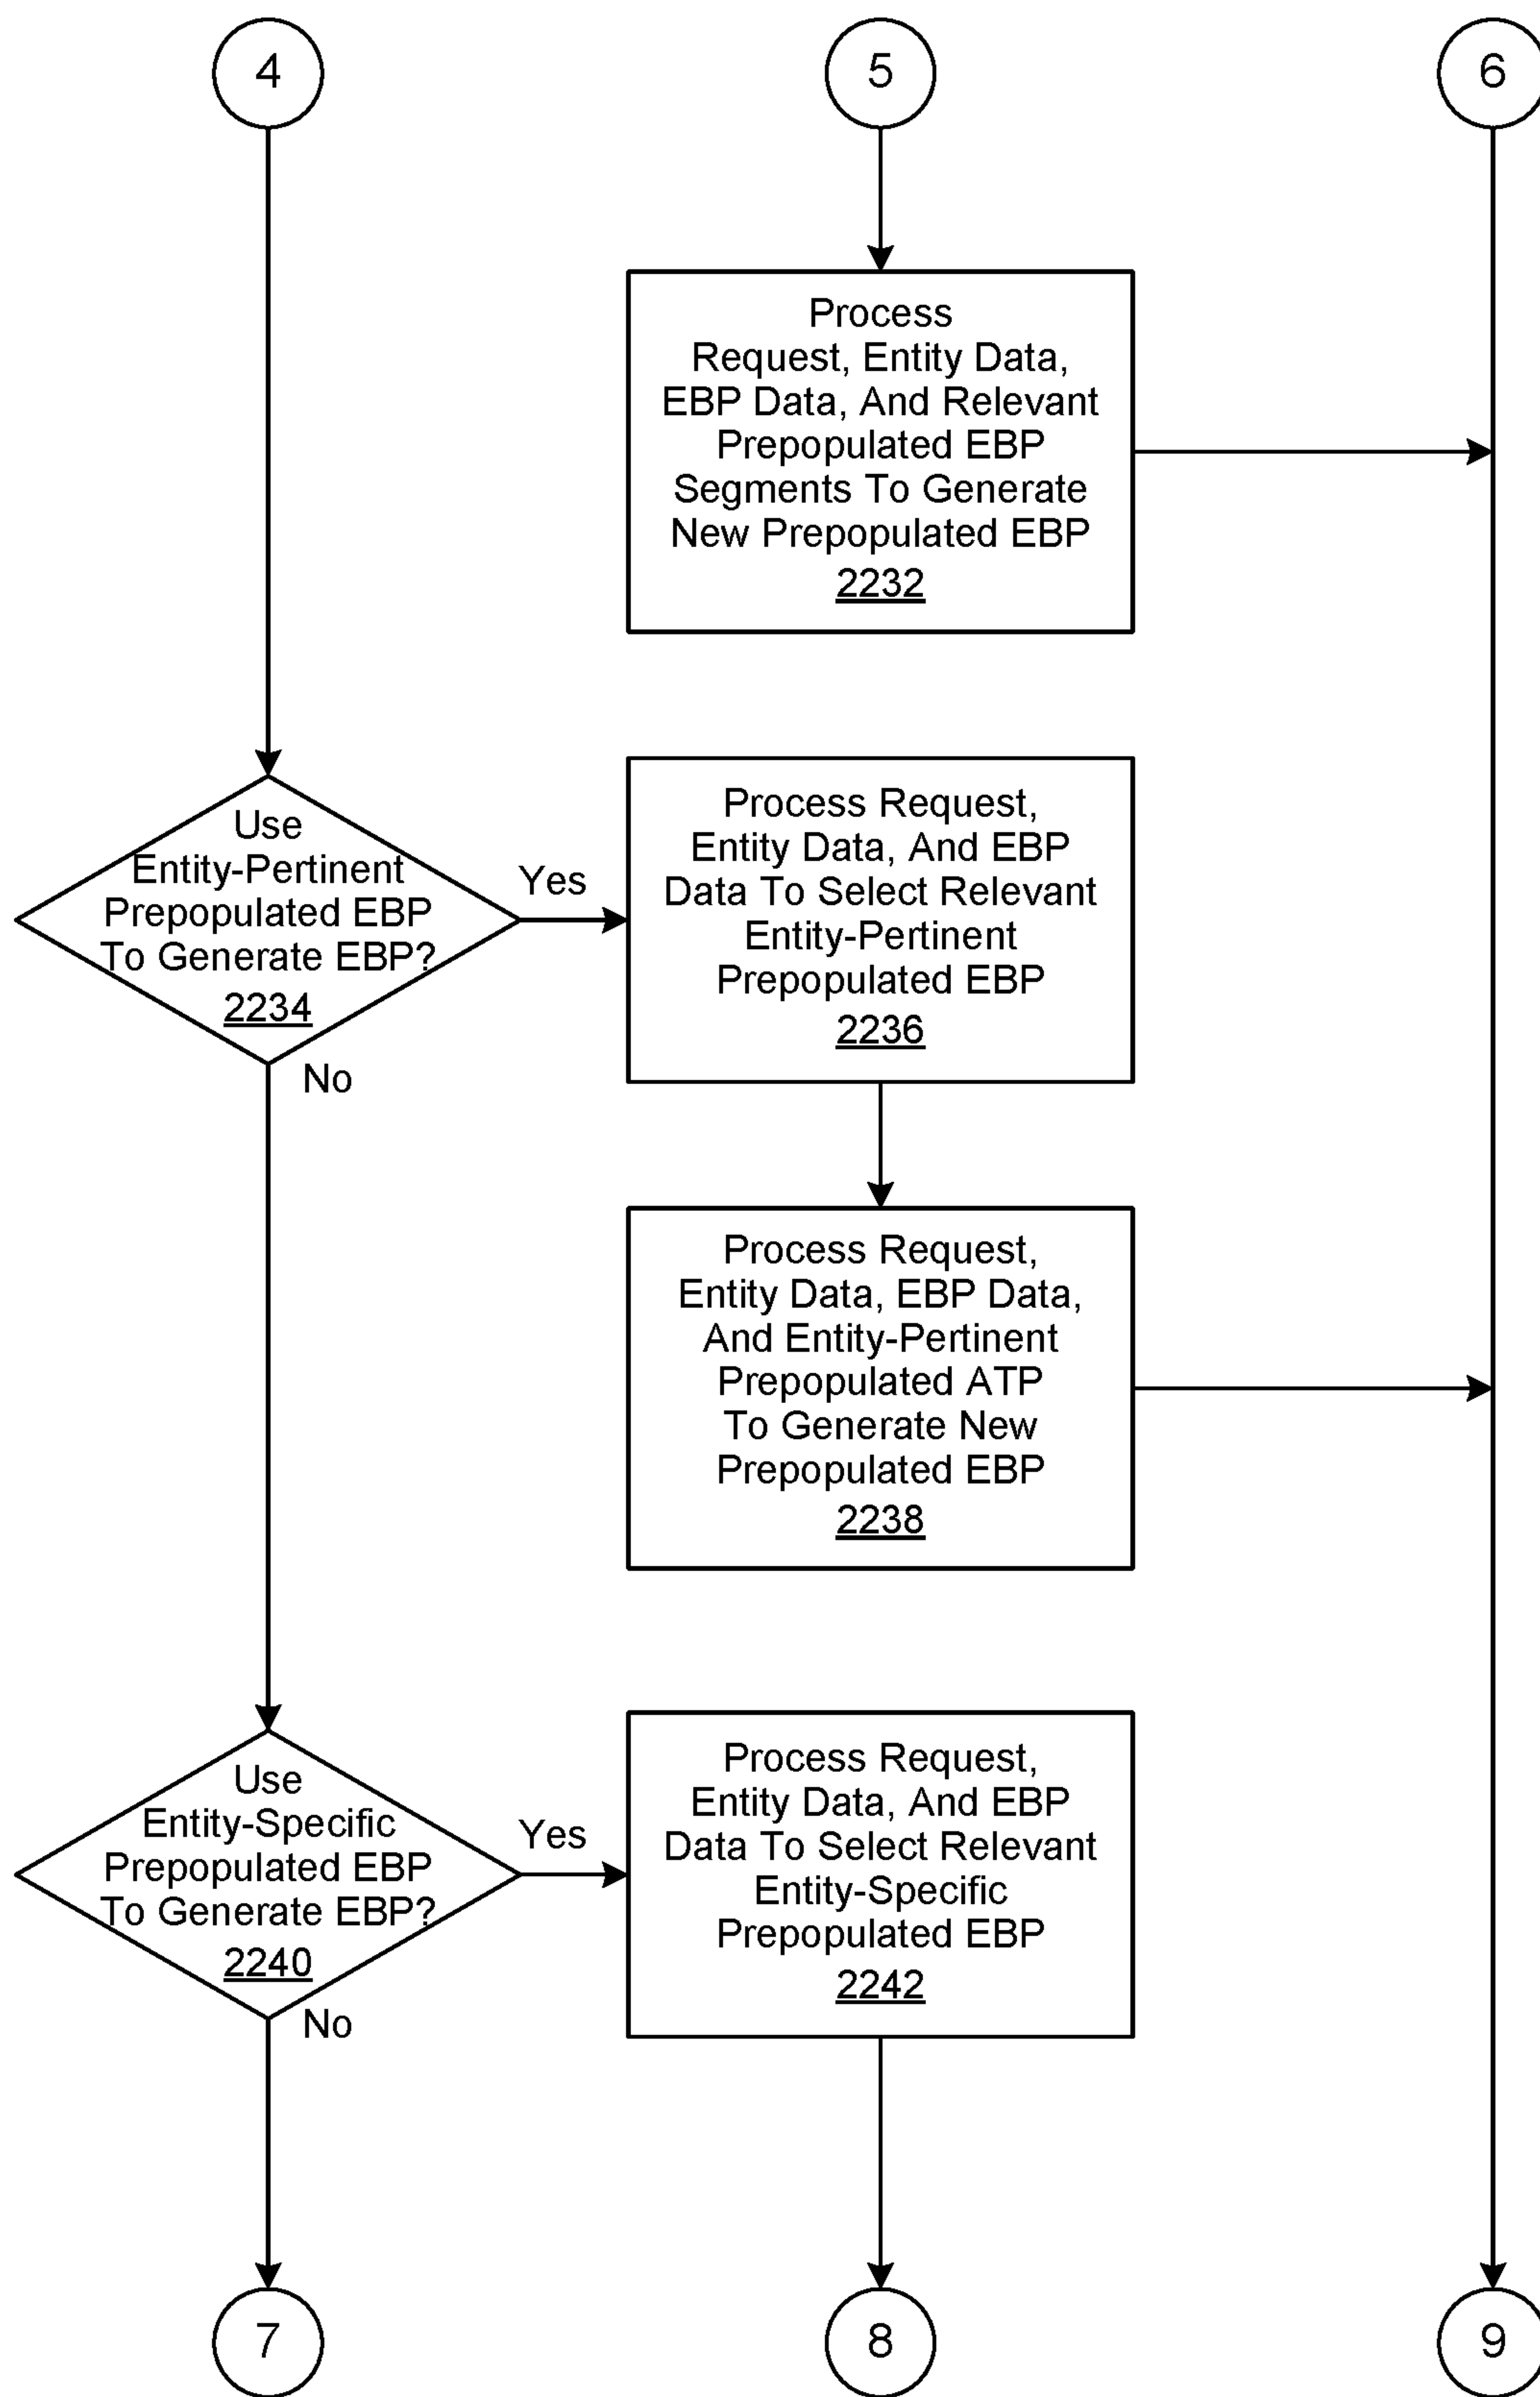 4
5
6
Process
Request, Entity Data,
EBP Data, And Relevant
Prepopulated EBP
Segments To Generate
New Prepopulated EBP
2232
Use
Entity-Pertinent
Prepopulated EBP
To Generate EBP?
2234
Yes
No
Process Request,
Entity Data, And EBP
Data To Select Relevant
Entity-Pertinent
Prepopulated EBP
2236
Process Request,
Entity Data, EBP Data,
And Entity-Pertinent
Prepopulated ATP
To Generate New
Prepopulated EBP
2238
Use
Entity-Specific
Prepopulated EBP
To Generate EBP?
2240
Yes
No
Process Request,
Entity Data, And EBP
Data To Select Relevant
Entity-Specific
Prepopulated EBP
2242
7
8
9